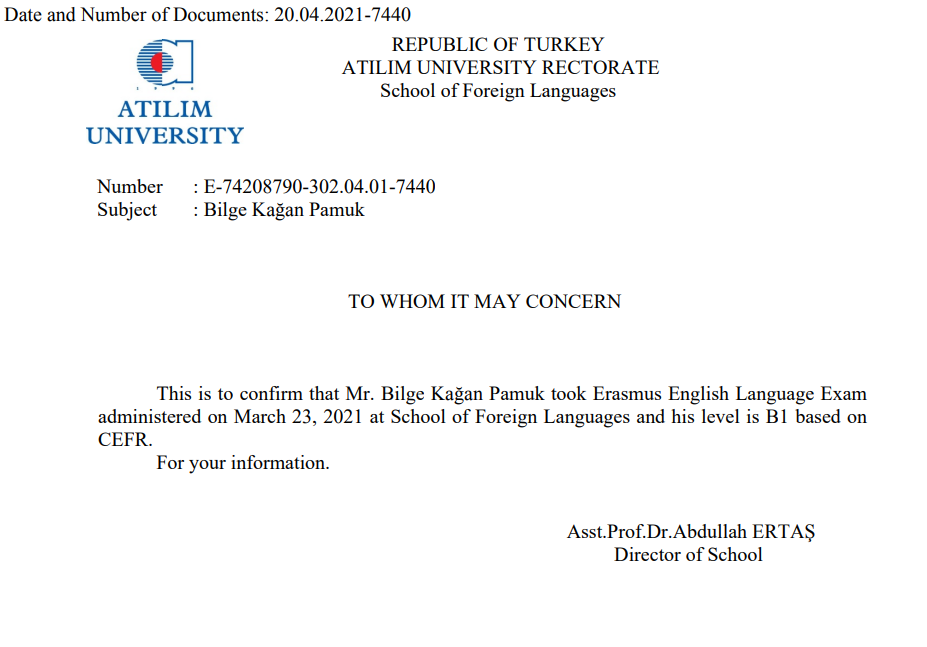 Date and Number of Documents: 20.04.2021-7440
REPUBLIC OF TURKEY
ATILIM UNIVERSITY RECTORATE
School of Foreign Languages
1 9 9 6
ATILIM
UNIVERSITY
Number : E-74208790-302.04.01-7440
Subject : Bilge Kağan Pamuk
TO WHOM IT MAY CONCERN
This is to confirm that Mr. Bilge Kağan Pamuk took Erasmus English Language Exam
administered on March 23, 2021 at School of Foreign Languages and his level is B1 based on
CEFR.
For your information.
Asst.Prof.Dr.Abdullah ERTAŞ
Director of School